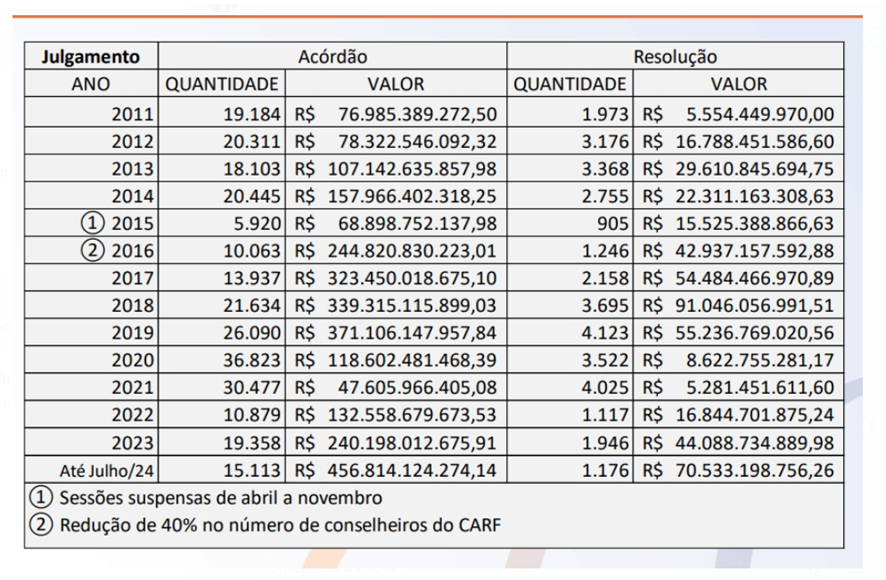 Julgamento Acórdão Resolução
ANO QUANTIDADE VALOR QUANTIDADE VALOR
2011 19.184 R$ 76.985.389.272,50 1.973 R$ 5.554.449.970,00
2012 20.311 R$ 78.322.546.092,32 3.176 R$ 16.788.451.586,60
2013 18.103 R$ 107.142.635.857,98 3.368 R$ 29.610.845.694,75
2014 20.445 R$ 157.966.402.318,25 2.755 R$ 22.311.163.308,63
① 2015 5.920 R$ 68.898.752.137,98 905 R$ 15.525.388.866,63
② 2016 10.063 R$ 244.820.830.223,01 1.246 R$ 42.937.157.592,88
2017 13.937 R$ 323.450.018.675,10 2.158 R$ 54.484.466.970,89
2018 21.634 R$ 339.315.115.899,03 3.695 R$ 91.046.056.991,51
2019 26.090 R$ 371.106.147.957,84 4.123 R$ 55.236.769.020,56
2020 36.823 R$ 118.602.481.468,39 3.522 R$ 8.622.755.281,17
2021 30.477 R$ 47.605.966.405,08 4.025 R$ 5.281.451.611,60
2022 10.879 R$ 132.558.679.673,53 1.117 R$ 16.844.701.875,24
2023 19.358 R$ 240.198.012.675,91 1.946 R$ 44.088.734.889,98
Até Julho/24 15.113 R$ 456.814.124.274,14 1.176 R$ 70.533.198.756,26
① Sessões suspensas de abril a novembro
② Redução de 40% no número de conselheiros do CARF